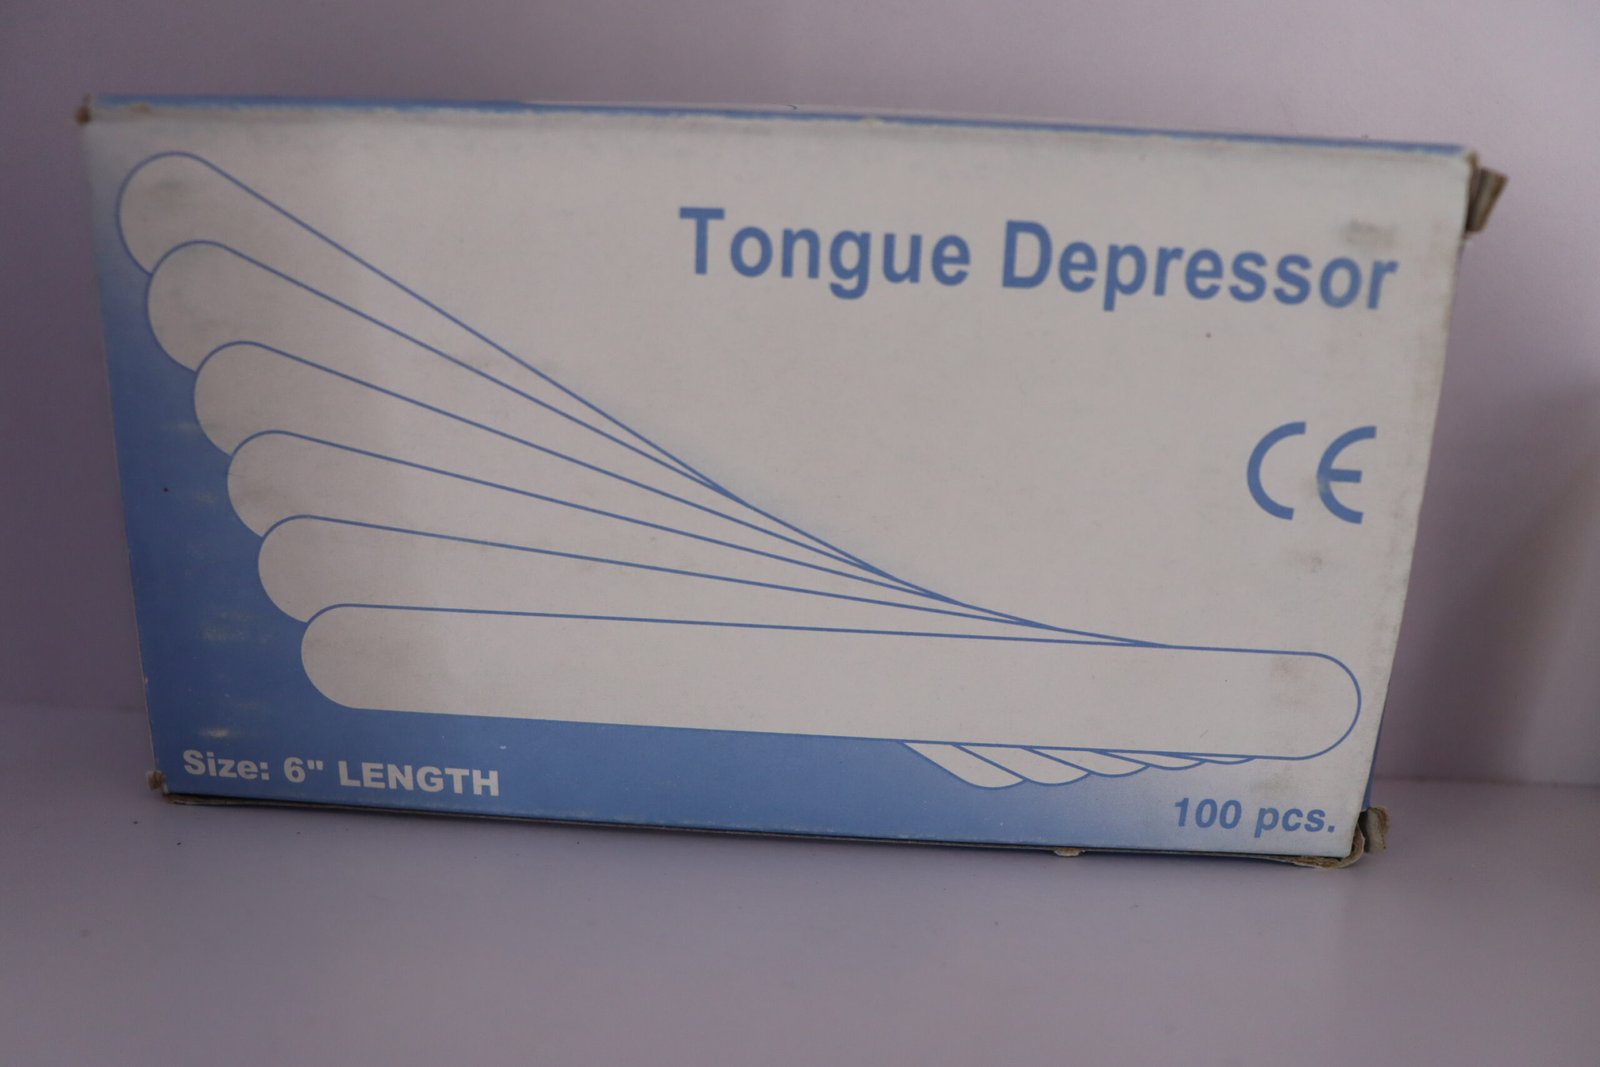 Tongue Depressor
CE
Size: 6" LENGTH
100 pcs.